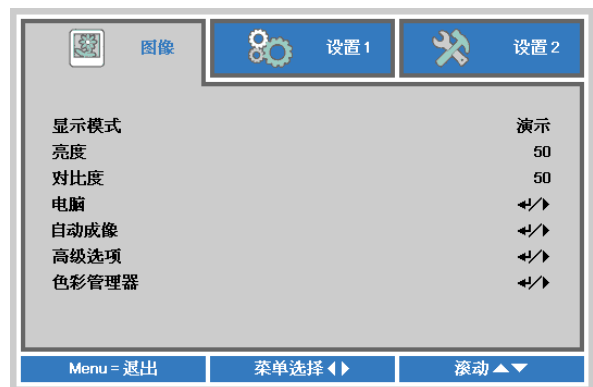 图像 设置 1 设置 2
显示模式 演示
亮度 50
对比度 50
电脑 ↵/▶
自动成像 ↵/▶
高级选项 ↵/▶
色彩管理器 ↵/▶
Menu = 退出 菜单选择 ◀▶ 滚动 ▲▼